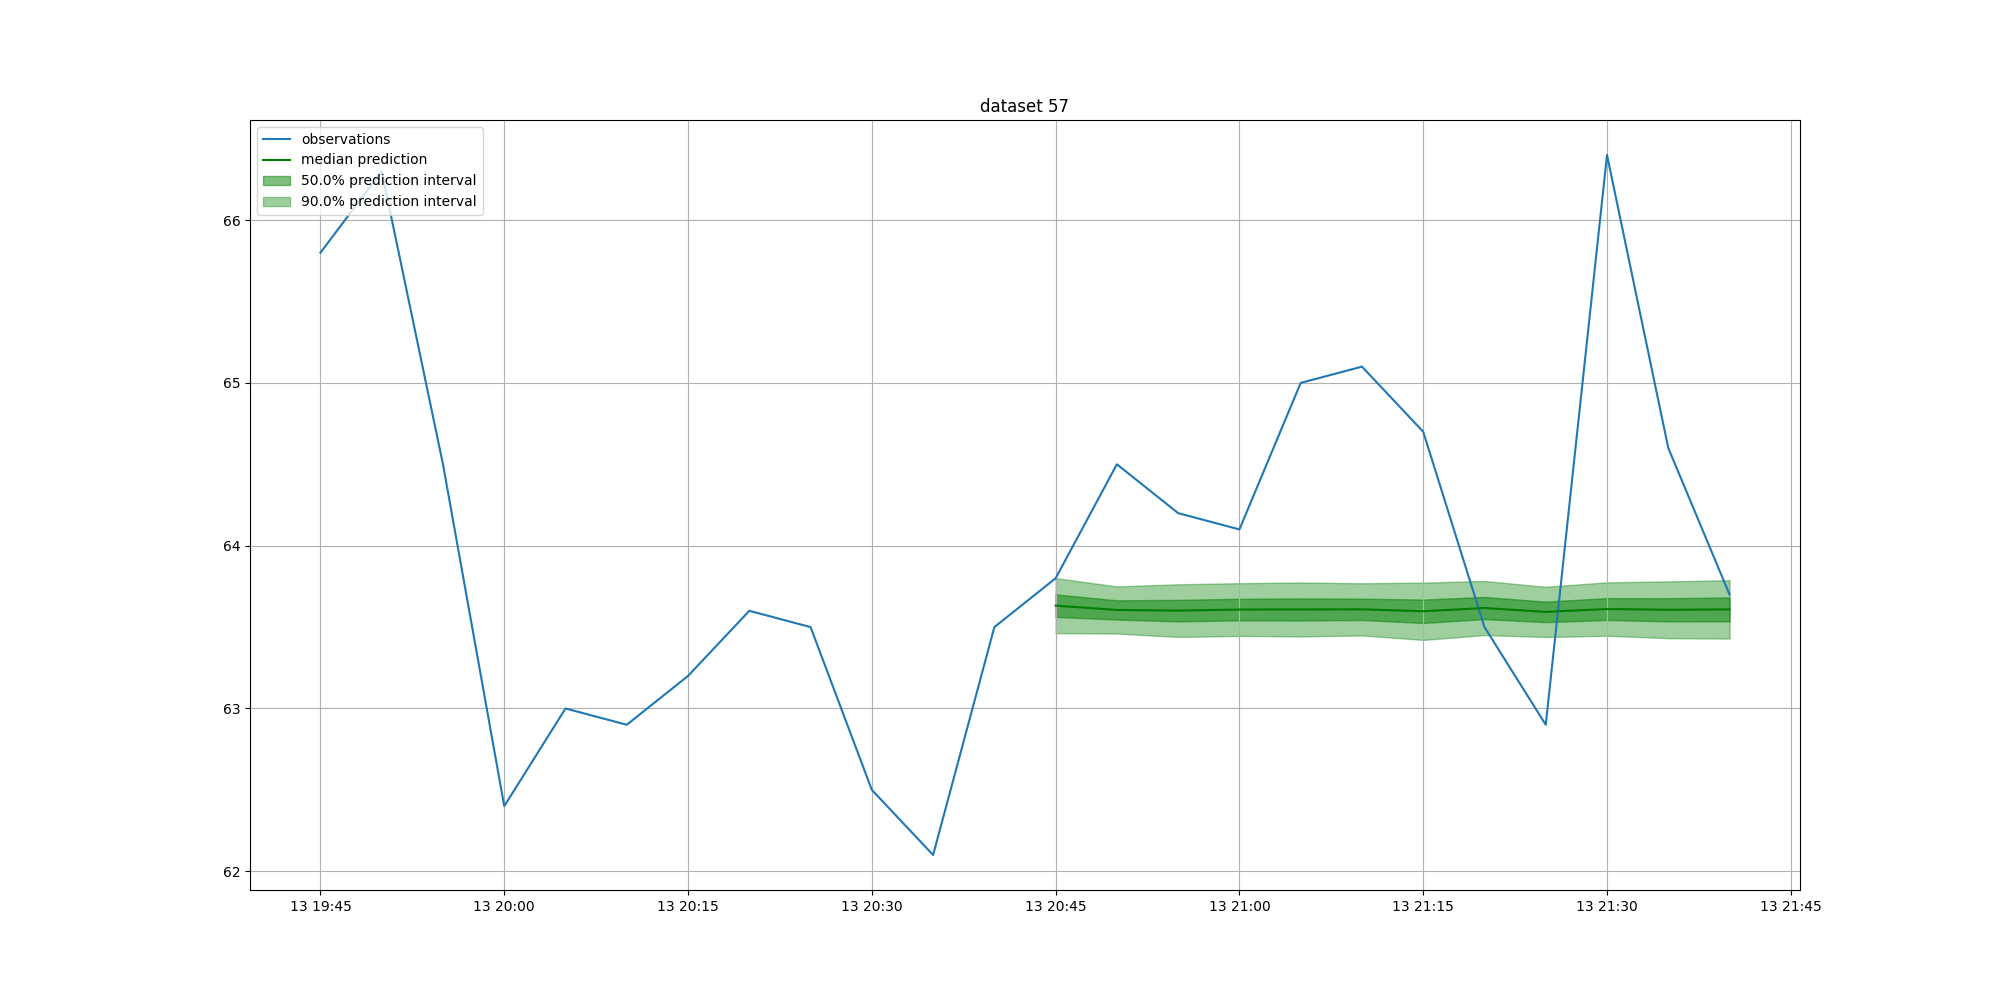 dataset 57
observations
median prediction
50.0% prediction interval
90.0% prediction interval
66
65
64
63
62
13 19:45
13 20:00
13 20:15
13 20:30
13 20:45
13 21:00
13 21:15
13 21:30
13 21:45